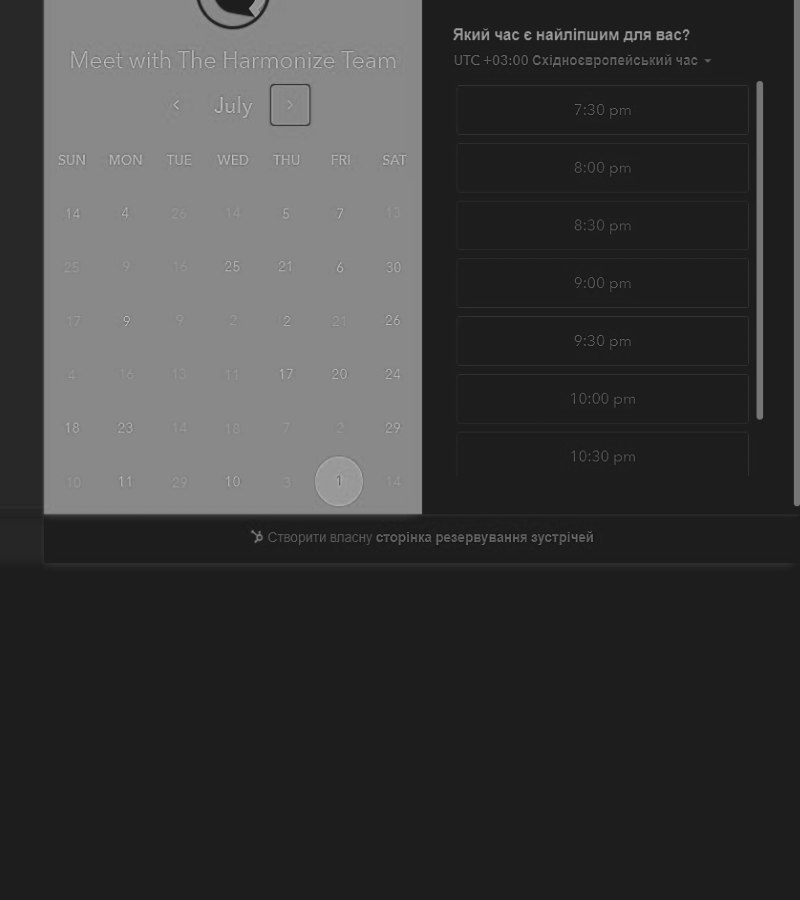 Meet with The Harmonize Team
July
SUN MON TUE WED THU FRI SAT
14 4 26 14 5 7 13
25 9 16 25 21 6 30
17 9 9 2 2 21 26
4 16 13 11 17 20 24
18 23 14 18 7 2 29
10 11 29 10 3 1 14
Який час є найліпшим для вас?
UTC +03:00 Східноєвропейський час
7:30 pm
8:00 pm
8:30 pm
9:00 pm
9:30 pm
10:00 pm
10:30 pm
Створити власну сторінка резервування зустрічей